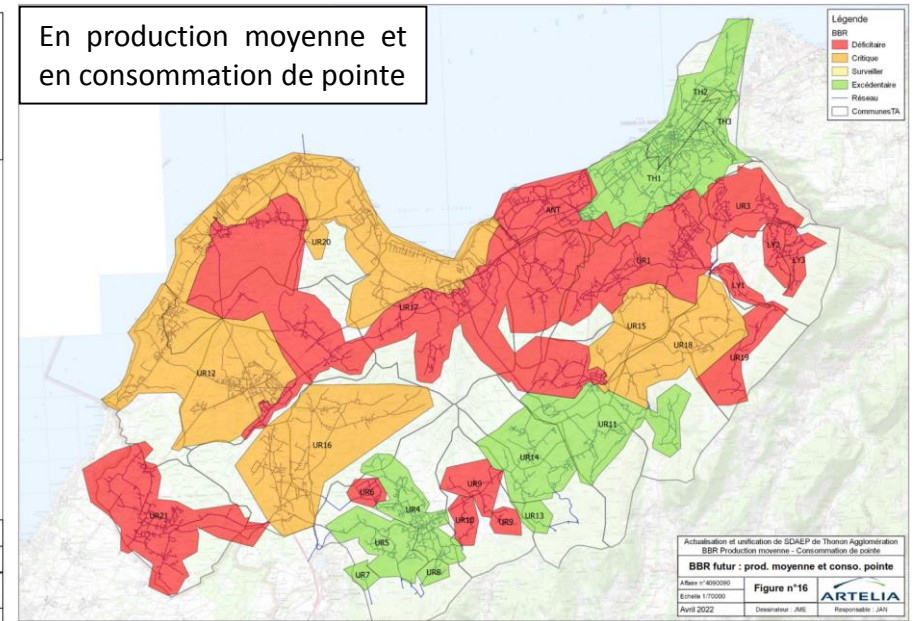 En production moyenne et
en consommation de pointe
Légende
BBR
Déficitaire
Critique
Surveiller
Excédentaire
Réseau
CommunesTA
TH2
TH3
TH1
ANT
UR3
UR20
UR1
LY2
LY3
LY1
UR17
UR15
UR18
UR12
UR19
UR16
UR11
UR14
UR6
UR9
UR4
UR21
UR10
UR9
UR13
UR5
UR7
UR8
Actualisation et unification de SDAEP de Thonon Agglomération
BBR Production moyenne - Consommation de pointe
BBR futur : prod. moyenne et conso. pointe
Affaire n°4090090
Echelle 1/70000
Figure n°16
ARTELIA
Avril 2022
Dessinateur : JME
Responsable : JAN